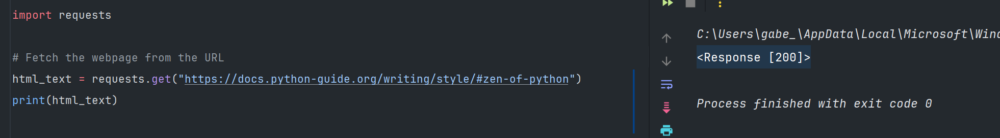 import requests
# Fetch the webpage from the URL
html_text = requests.get("https://docs.python-guide.org/writing/style/#zen-of-python")
print(html_text)
C:\Users\gabe_\AppData\Local\Microsoft\Wind
<Response [200]>
Process finished with exit code 0